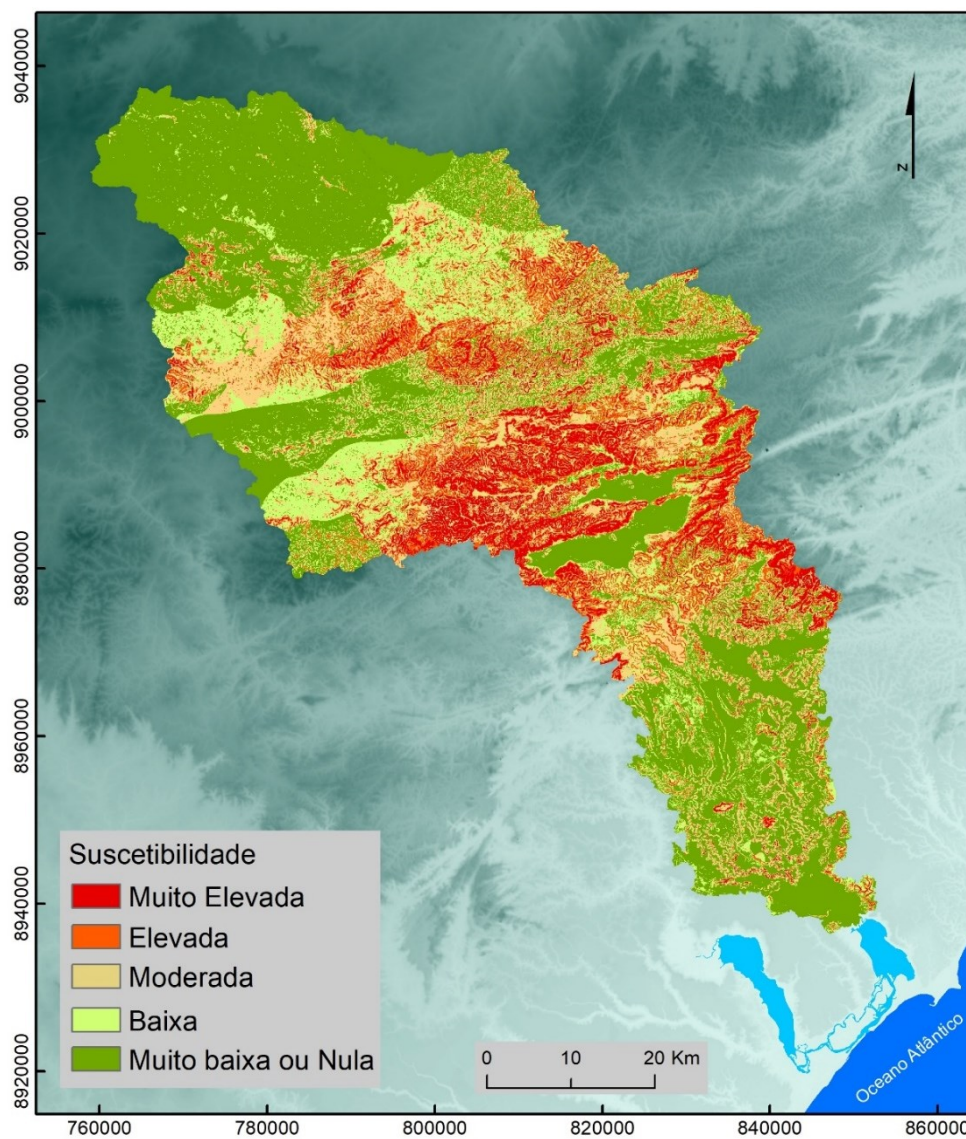 9040000
9020000
9000000
8980000
8960000
8940000
8920000
N
Suscetibilidade
Muito Elevada
Elevada
Moderada
Baixa
Muito baixa ou Nula
0 10 20 Km
Oceano Atlântico
760000 780000 800000 820000 840000 860000